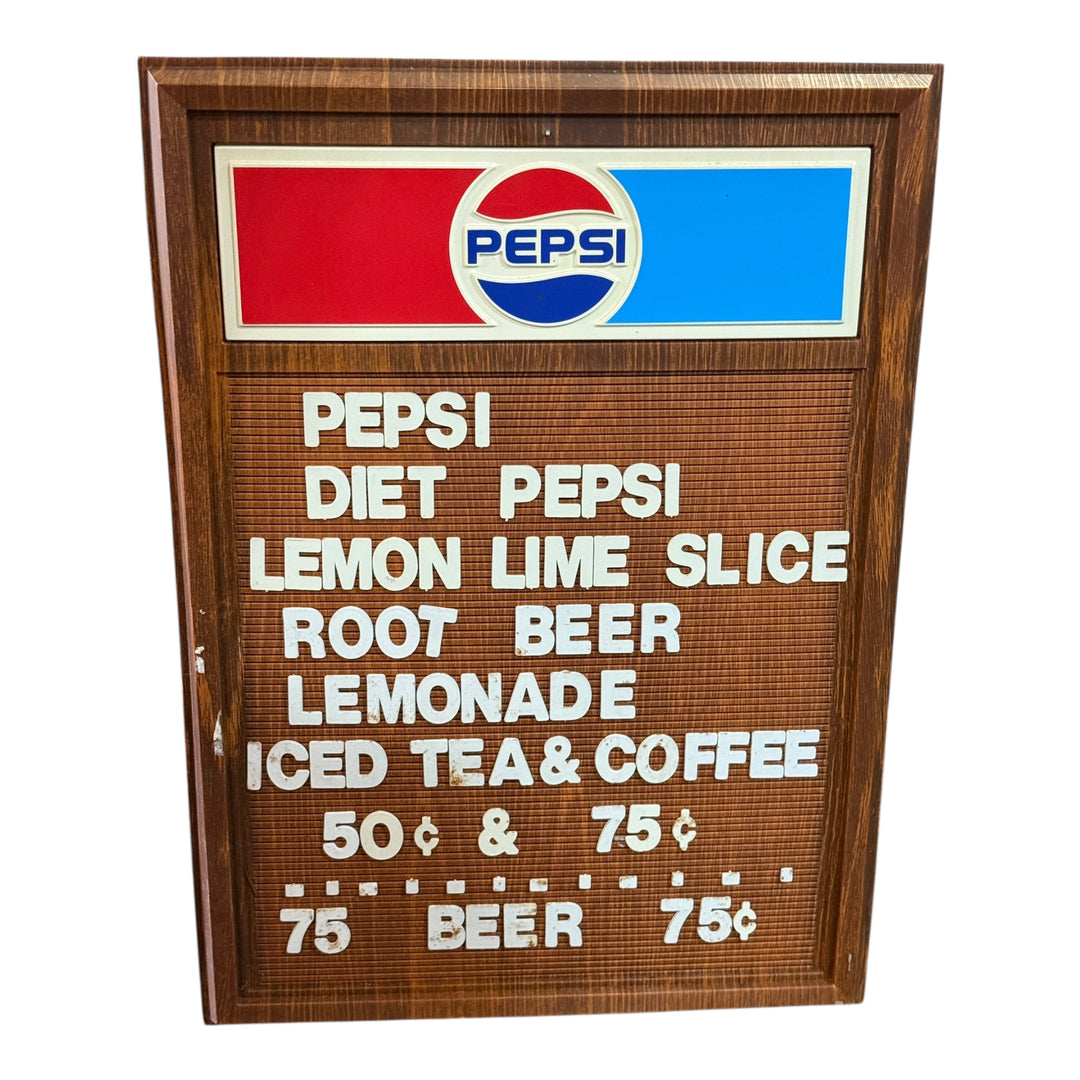 PEPSI
PEPSI
DIET PEPSI
LEMON LIME SLICE
ROOT BEER
LEMONADE
ICED TEA & COFFEE
50¢ & 75¢
75 BEER 75¢